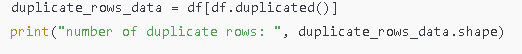 duplicate_rows_data = df[df.duplicated()]
print("number of duplicate rows: ", duplicate_rows_data.shape)